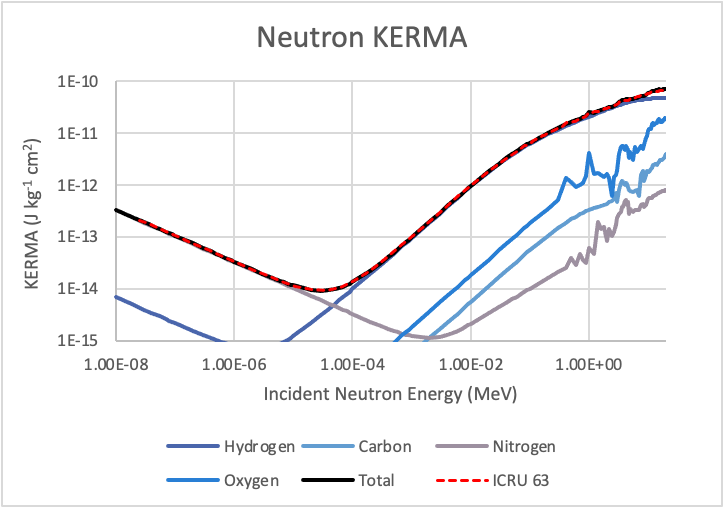 Neutron KERMA
KERMA (J kg-1 cm2)
1E-10
1E-11
1E-12
1E-13
1E-14
1E-15
1.00E-08 1.00E-06 1.00E-04 1.00E-02 1.00E+00
Incident Neutron Energy (MeV)
Hydrogen Carbon Nitrogen
Oxygen Total ICRU 63